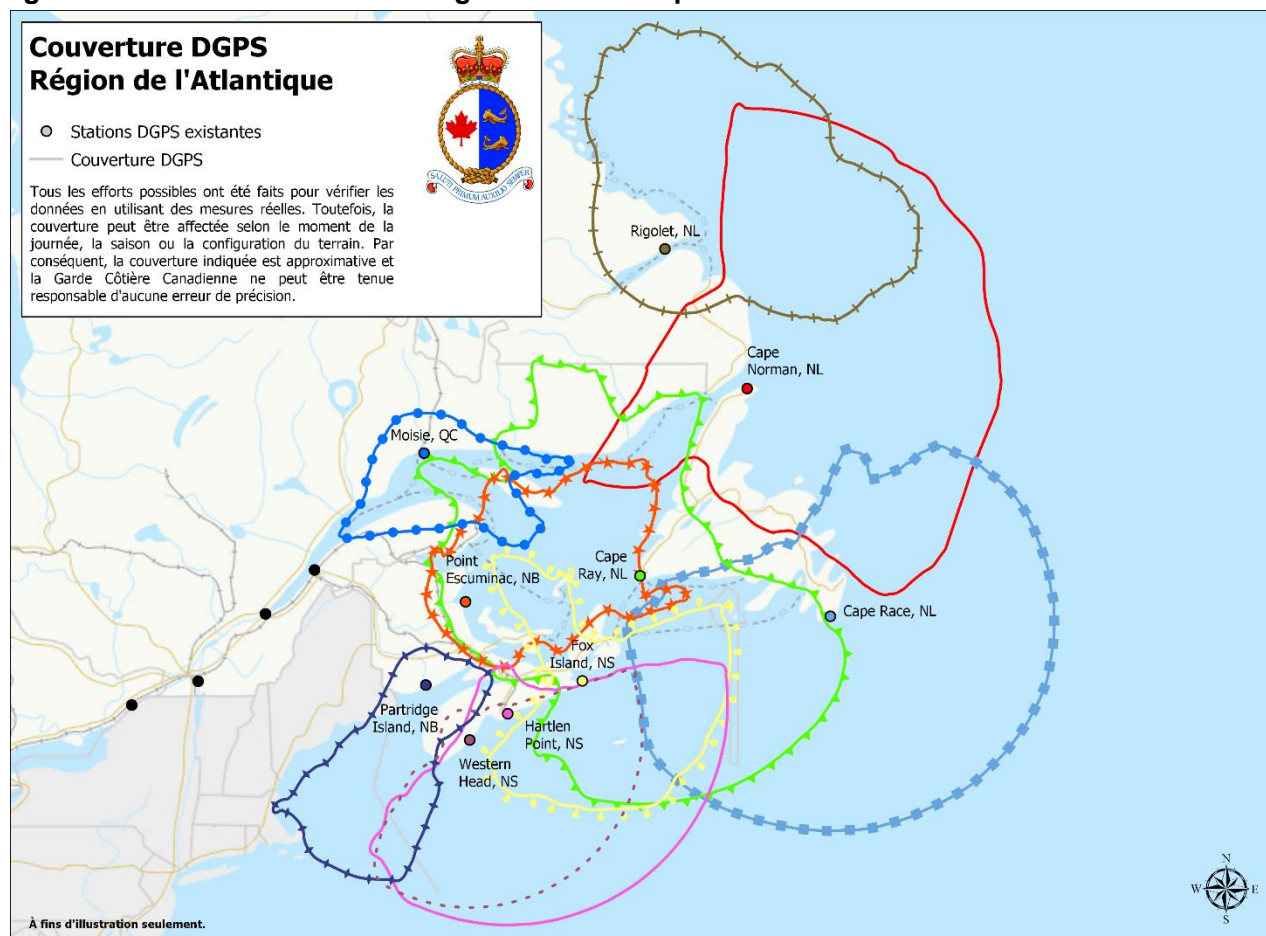 Couverture DGPS
Région de l'Atlantique
Stations DGPS existantes
Couverture DGPS
Tous les efforts possibles ont été faits pour vérifier les
données en utilisant des mesures réelles. Toutefois, la
couverture peut être affectée selon le moment de la
journée, la saison ou la configuration du terrain. Par
conséquent, la couverture indiquée est approximative et
la Garde Côtière Canadienne ne peut être tenue
responsable d'aucune erreur de précision.
SALUTI PRIMUM AUXILIO SEMPER
Rigolet, NL
Cape
Norman, NL
Moisie, QC
Point
Escuminac, NB
Cape
Ray, NL
Cape Race, NL
Fox
Island, NS
Partridge
Island, NB
Hartlen
Point, NS
Western
Head, NS
N
W E
S
À fins d'illustration seulement.